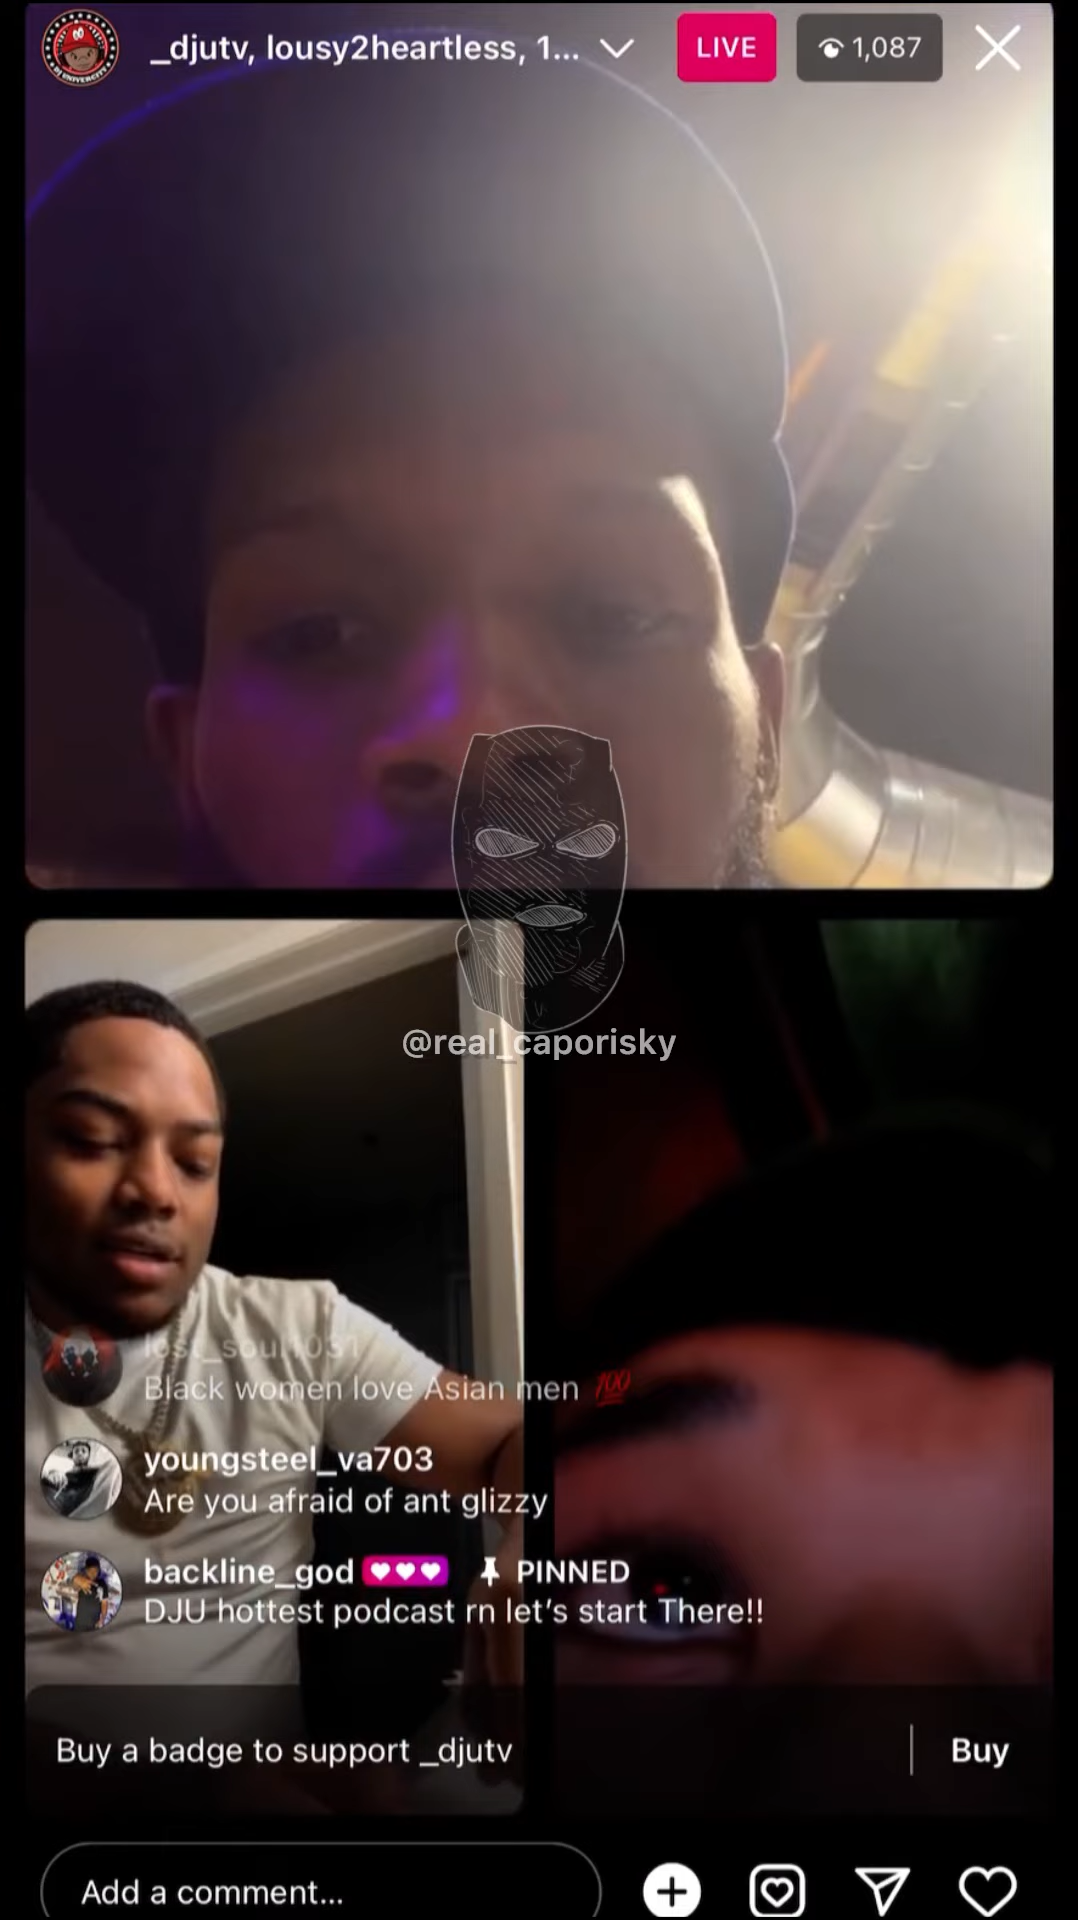 _djutv, lousy2heartless, 1...
LIVE
1,087
@real_caporisky
lost_soul1031
Black women love Asian men 💯
youngsteel_va703
Are you afraid of ant glizzy
backline_god PINNED
DJU hottest podcast rn let's start There!!
Buy a badge to support _djutv
Buy
Add a comment...